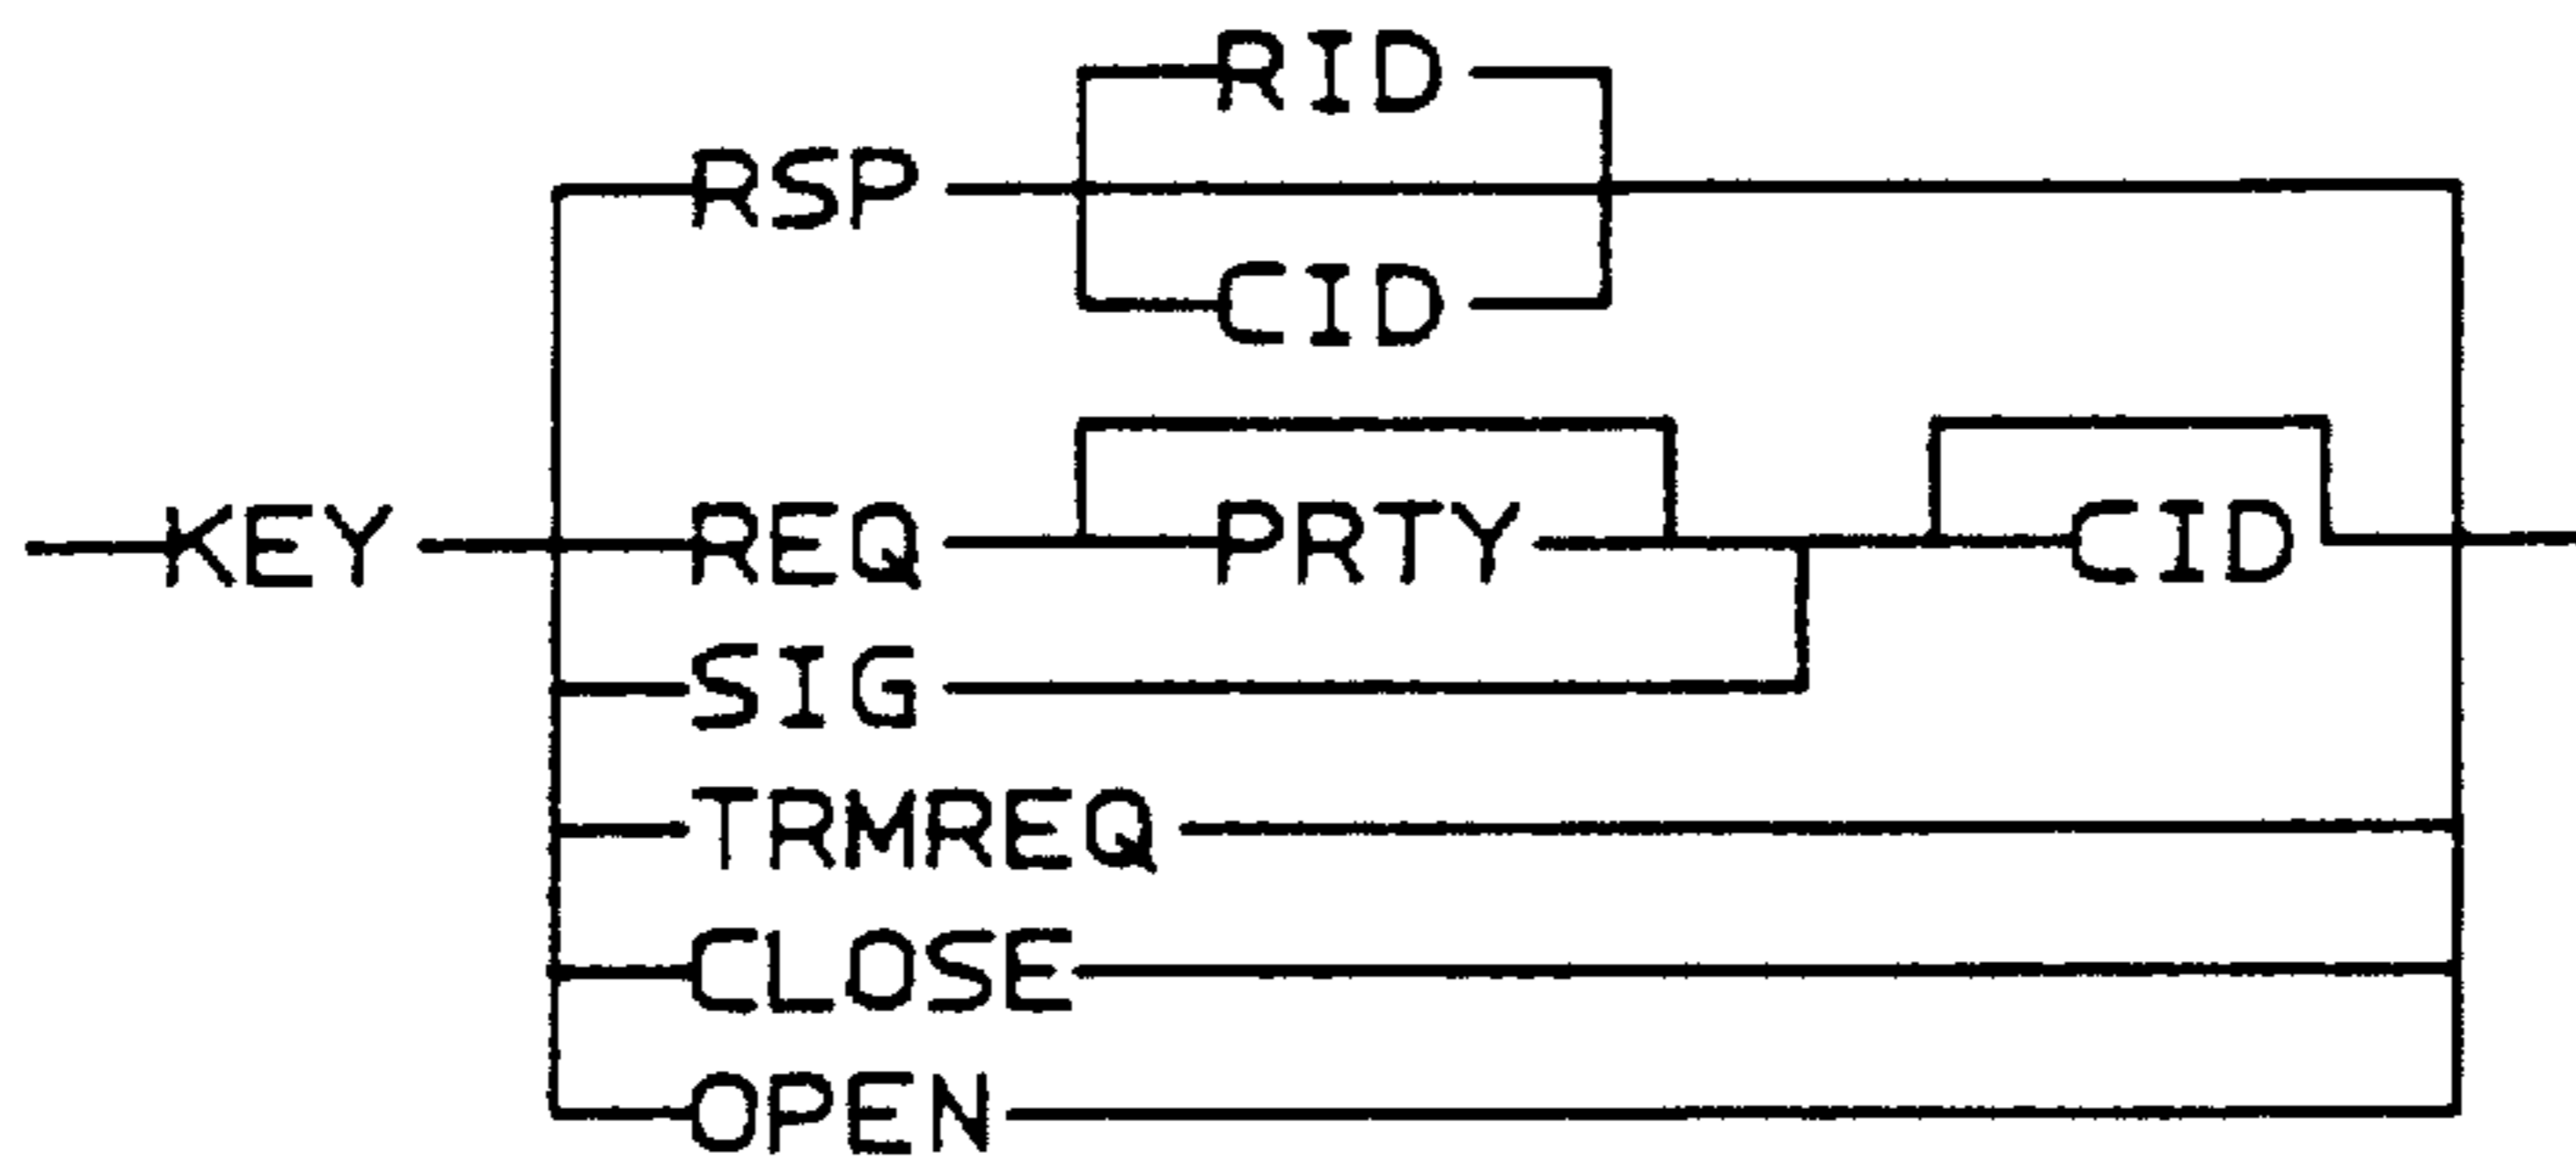 RID
RSP
CID
KEY REQ PRTY CID
SIG
TRMREQ
CLOSE
OPEN